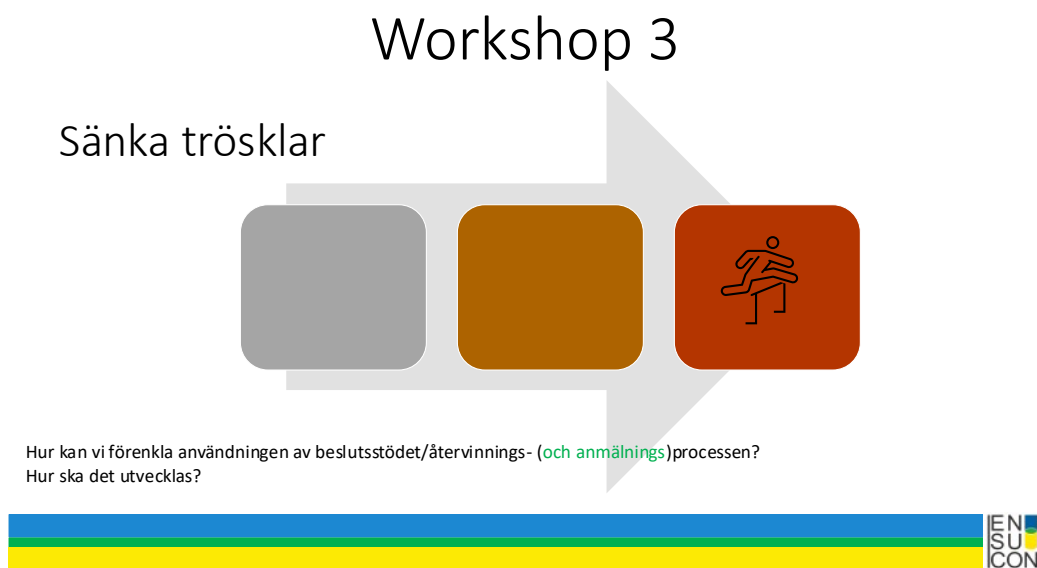 Workshop 3
Sänka trösklar
Hur kan vi förenkla användningen av beslutsstödet/återvinnings- (och anmälnings)processen?
Hur ska det utvecklas?
EN
SU
CON